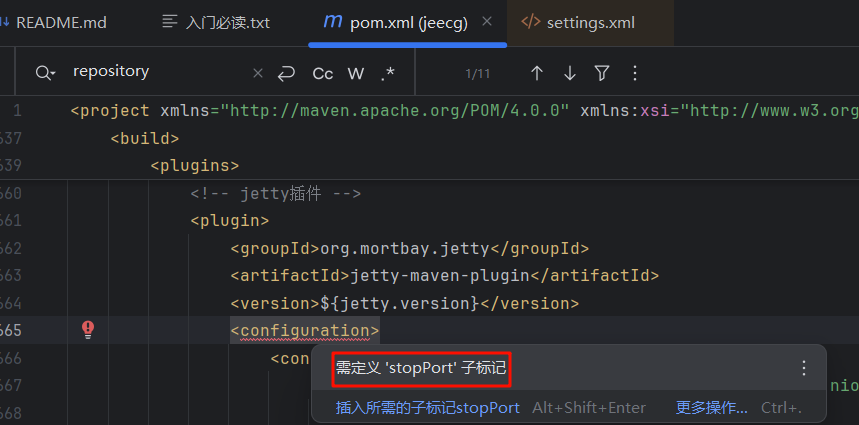 README.md 入门必读.txt pom.xml (jeecg) settings.xml
repository Cc W .* 1/11
1 <project xmlns="http://maven.apache.org/POM/4.0.0" xmlns:xsi="http://www.w3.org
637 <build>
639 <plugins>
660 <!-- jetty插件 -->
661 <plugin>
662 <groupId>org.mortbay.jetty</groupId>
663 <artifactId>jetty-maven-plugin</artifactId>
664 <version>${jetty.version}</version>
665 <configuration>
666 <con
需定义 'stopPort' 子标记
667 nio
插入所需的子标记stopPort Alt+Shift+Enter 更多操作... Ctrl+.
668